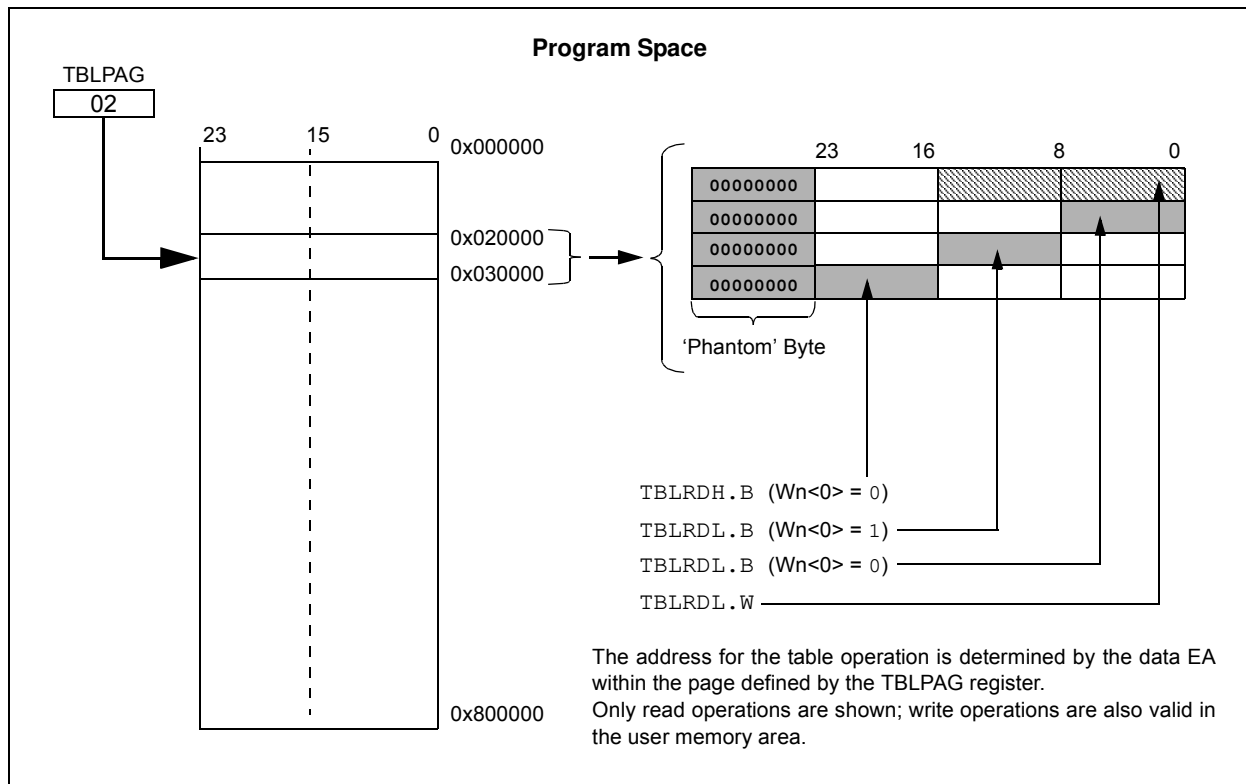 Program Space
TBLPAG
02
23 15 0
0x000000
0x020000
0x030000
0x800000
23 16 8 0
00000000
00000000
00000000
00000000
‘Phantom’ Byte
TBLRDH.B (Wn<0> = 0)
TBLRDL.B (Wn<0> = 1)
TBLRDL.B (Wn<0> = 0)
TBLRDL.W
The address for the table operation is determined by the data EA
within the page defined by the TBLPAG register.
Only read operations are shown; write operations are also valid in
the user memory area.